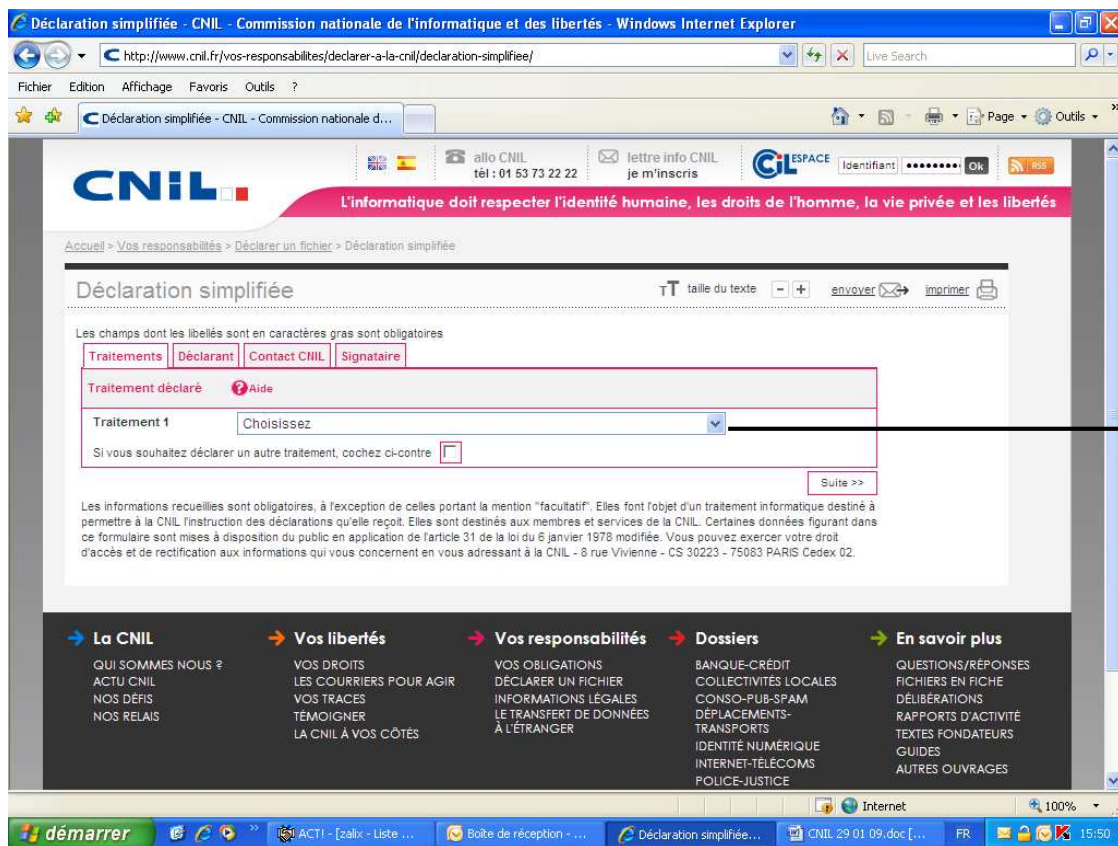 Déclaration simplifiée - CNIL - Commission nationale de l'informatique et des libertés - Windows Internet Explorer
http://www.cnil.fr/vos-responsabilites/declarer-a-la-cnil/declaration-simplifiee/
Live Search
Fichier Edition Affichage Favoris Outils ?
Déclaration simplifiée - CNIL - Commission nationale d...
Page Outils
CNIL
allo CNIL
tél : 01 53 73 22 22
lettre info CNIL
je m'inscris
CiL ESPACE
Identifiant
Ok
RSS
L'informatique doit respecter l'identité humaine, les droits de l'homme, la vie privée et les libertés
Accueil > Vos responsabilités > Déclarer un fichier > Déclaration simplifiée
Déclaration simplifiée
TT taille du texte - + envoyer imprimer
Les champs dont les libellés sont en caractères gras sont obligatoires
Traitements Déclarant Contact CNIL Signataire
Traitement déclaré ? Aide
Traitement 1 Choisissez
Si vous souhaitez déclarer un autre traitement, cochez ci-contre
Suite >>
Les informations recueillies sont obligatoires, à l'exception de celles portant la mention "facultatif". Elles font l'objet d'un traitement informatique destiné à
permettre à la CNIL l'instruction des déclarations qu'elle reçoit. Elles sont destinés aux membres et services de la CNIL. Certaines données figurant dans
ce formulaire sont mises à disposition du public en application de l'article 31 de la loi du 6 janvier 1978 modifiée. Vous pouvez exercer votre droit
d'accès et de rectification aux informations qui vous concernent en vous adressant à la CNIL - 8 rue Vivienne - CS 30223 - 75083 PARIS Cedex 02.
La CNIL
QUI SOMMES NOUS ?
ACTU CNIL
NOS DÉFIS
NOS RELAIS
Vos libertés
VOS DROITS
LES COURRIERS POUR AGIR
VOS TRACES
TÉMOIGNER
LA CNIL À VOS CÔTÉS
Vos responsabilités
VOS OBLIGATIONS
DÉCLARER UN FICHIER
INFORMATIONS LÉGALES
LE TRANSFERT DE DONNÉES
À L'ÉTRANGER
Dossiers
BANQUE-CRÉDIT
COLLECTIVITÉS LOCALES
CONSO-PUB-SPAM
DÉPLACEMENTS-
TRANSPORTS
IDENTITÉ NUMÉRIQUE
INTERNET-TÉLÉCOMS
POLICE-JUSTICE
En savoir plus
QUESTIONS/RÉPONSES
FICHIERS EN FICHE
DÉLIBÉRATIONS
RAPPORTS D'ACTIVITÉ
TEXTES FONDATEURS
GUIDES
AUTRES OUVRAGES
Internet 100%
démarrer ACT! - [zalix - Liste ... Boîte de réception - ... Déclaration simplifiée... CNIL 29 01 09.doc [... FR 15:50